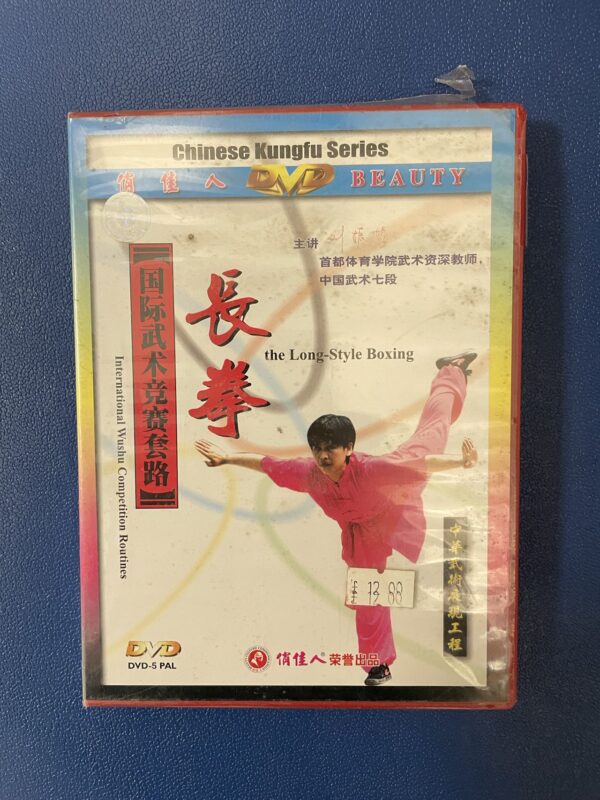 Chinese Kungfu Series
俏佳人 DVD BEAUTY
主讲
首都体育学院武术资深教师,
中国武术七段
【国际武术竞赛套路】
International Wushu Competition Routines
長拳
the Long-Style Boxing
中華武術展現工程
£ 12.88
DVD
DVD-5 PAL
俏佳人® 荣誉出品